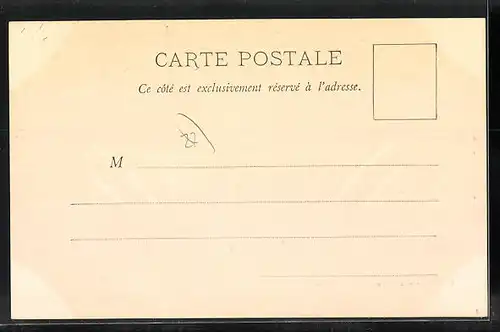 CARTE POSTALE
Ce côté est exclusivement réservé à l'adresse.
M